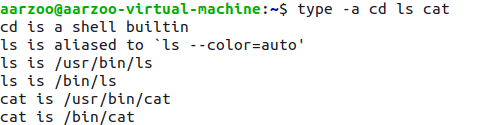 aarzoo@aarzoo-virtual-machine:~$ type -a cd ls cat
cd is a shell builtin
ls is aliased to `ls --color=auto'
ls is /usr/bin/ls
ls is /bin/ls
cat is /usr/bin/cat
cat is /bin/cat